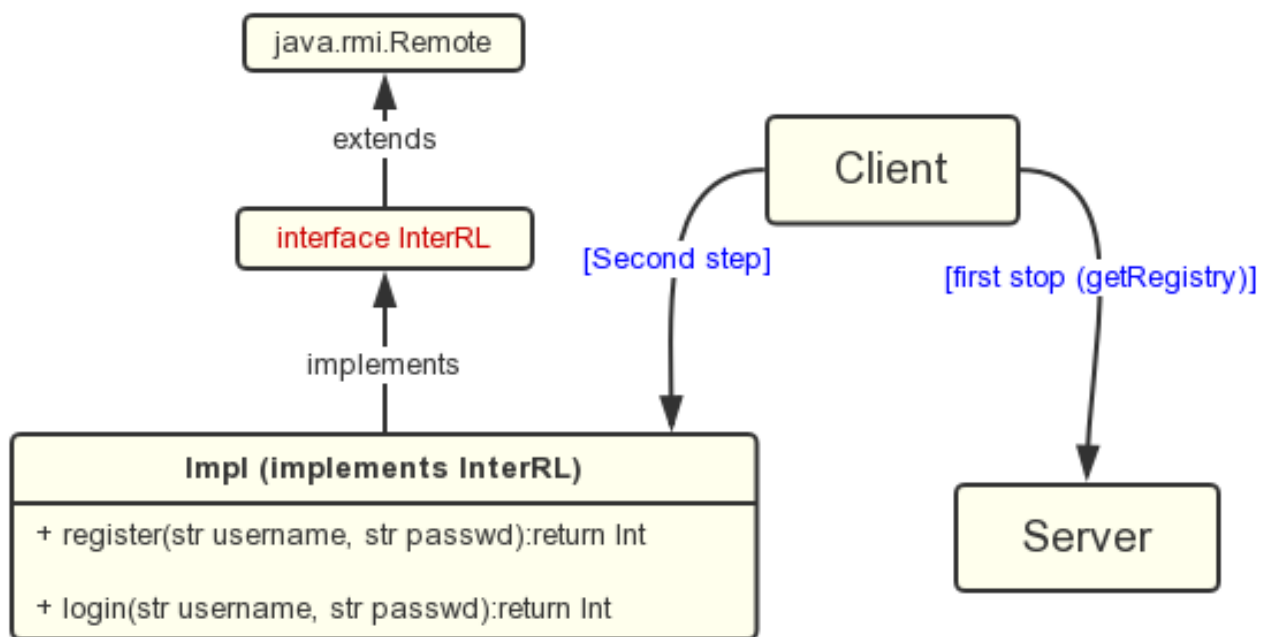 java.rmi.Remote
extends
interface InterRL
implements
Impl (implements InterRL)
+ register(str username, str passwd):return Int
+ login(str username, str passwd):return Int
Client
[Second step]
[first stop (getRegistry)]
Server